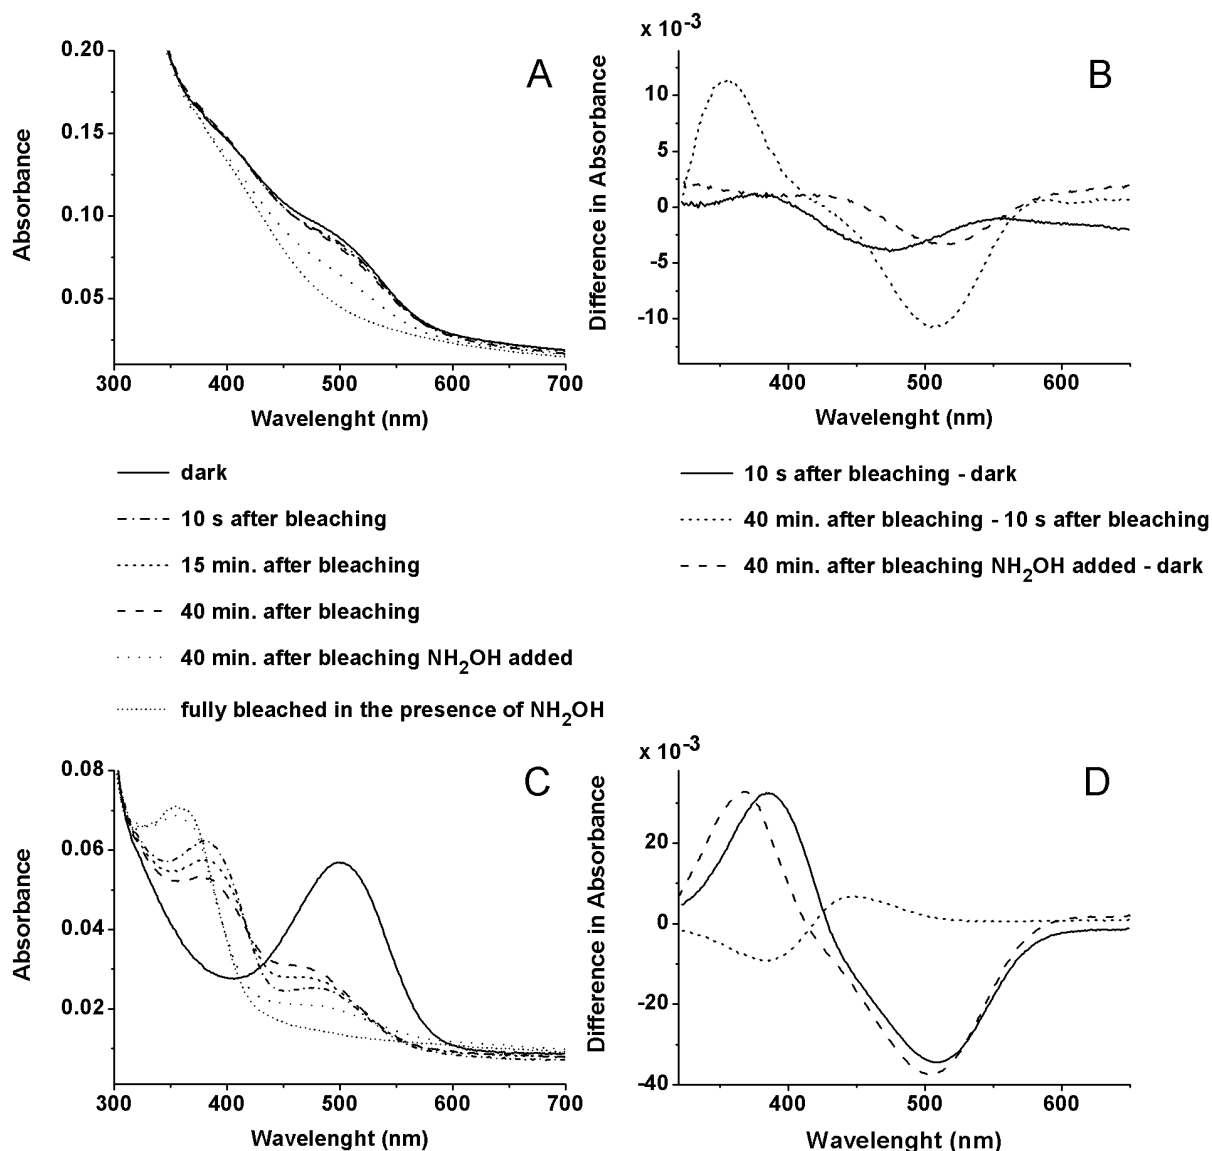 x 10-3
0.20
0.15
0.10
0.05
Absorbance
A
300 400 500 600 700
Wavelenght (nm)
10
5
0
-5
-10
Difference in Absorbance
B
400 500 600
Wavelenght (nm)
dark
10 s after bleaching
15 min. after bleaching
40 min. after bleaching
40 min. after bleaching NH2OH added
fully bleached in the presence of NH2OH
10 s after bleaching - dark
40 min. after bleaching - 10 s after bleaching
40 min. after bleaching NH2OH added - dark
0.08
0.06
0.04
0.02
Absorbance
C
300 400 500 600 700
Wavelenght (nm)
x 10-3
20
0
-20
-40
Difference in Absorbance
D
400 500 600
Wavelenght (nm)